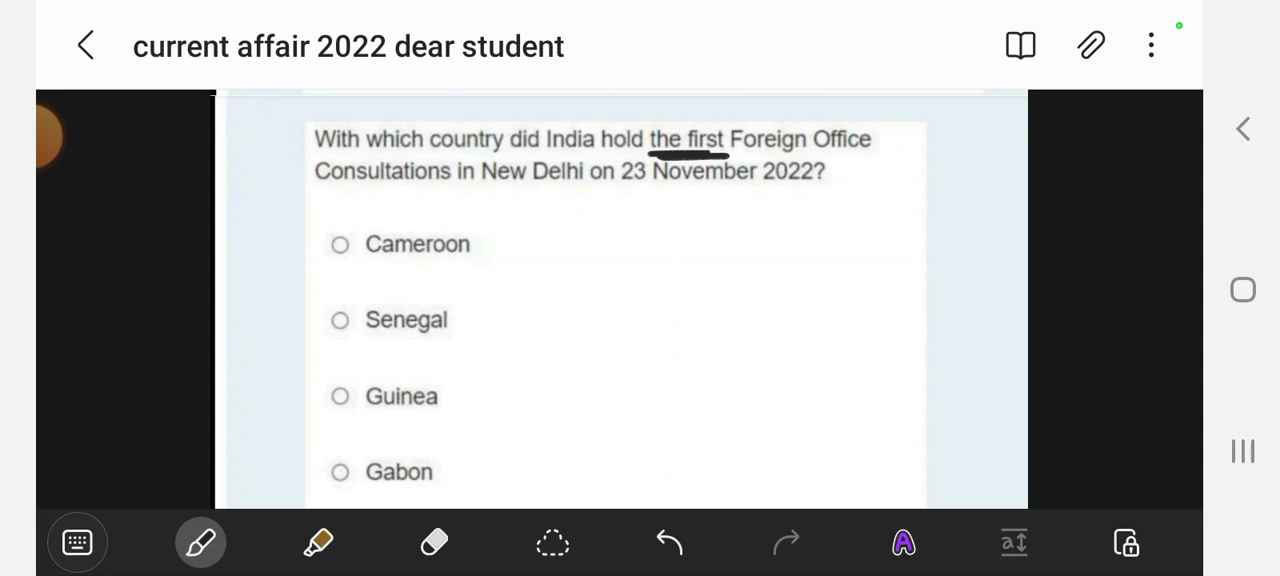 current affair 2022 dear student
With which country did India hold the first Foreign Office
Consultations in New Delhi on 23 November 2022?
Cameroon
Senegal
Guinea
Gabon
A
a